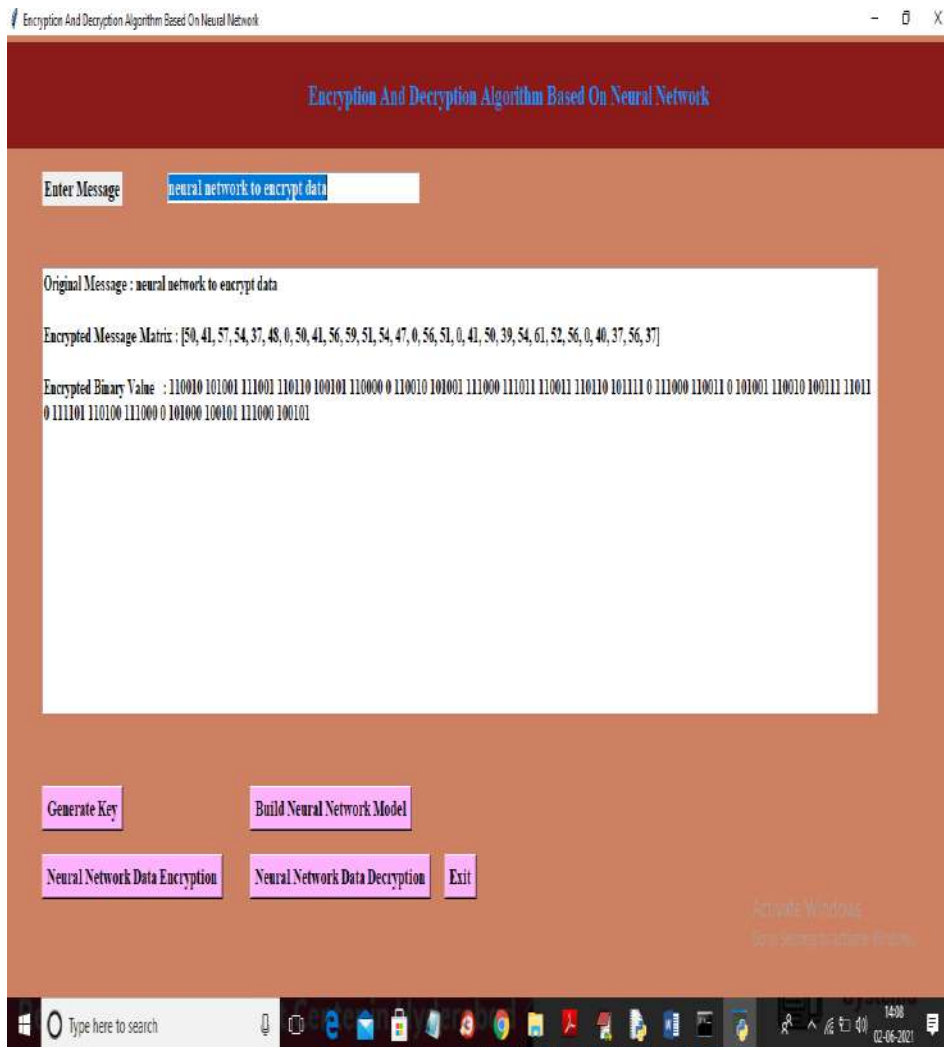 Encryption And Decryption Algorithm Based On Neural Network
Encryption And Decryption Algorithm Based On Neural Network
Enter Message neural network to encrypt data
Original Message : neural network to encrypt data
Encrypted Message Matrix : [50, 41, 57, 54, 37, 48, 0, 50, 41, 56, 59, 51, 54, 47, 0, 56, 51, 0, 41, 50, 39, 54, 61, 52, 56, 0, 40, 37, 56, 37]
Encrypted Binary Value : 110010 101001 111001 110110 100101 110000 0 110010 101001 111000 111011 110011 110110 101111 0 111000 110011 0 101001 110010 100111 11011
0 111101 110100 111000 0 101000 100101 111000 100101
Generate Key Build Neural Network Model
Neural Network Data Encryption Neural Network Data Decryption Exit
Activate Windows
Type here to search
14:08
02-06-2021